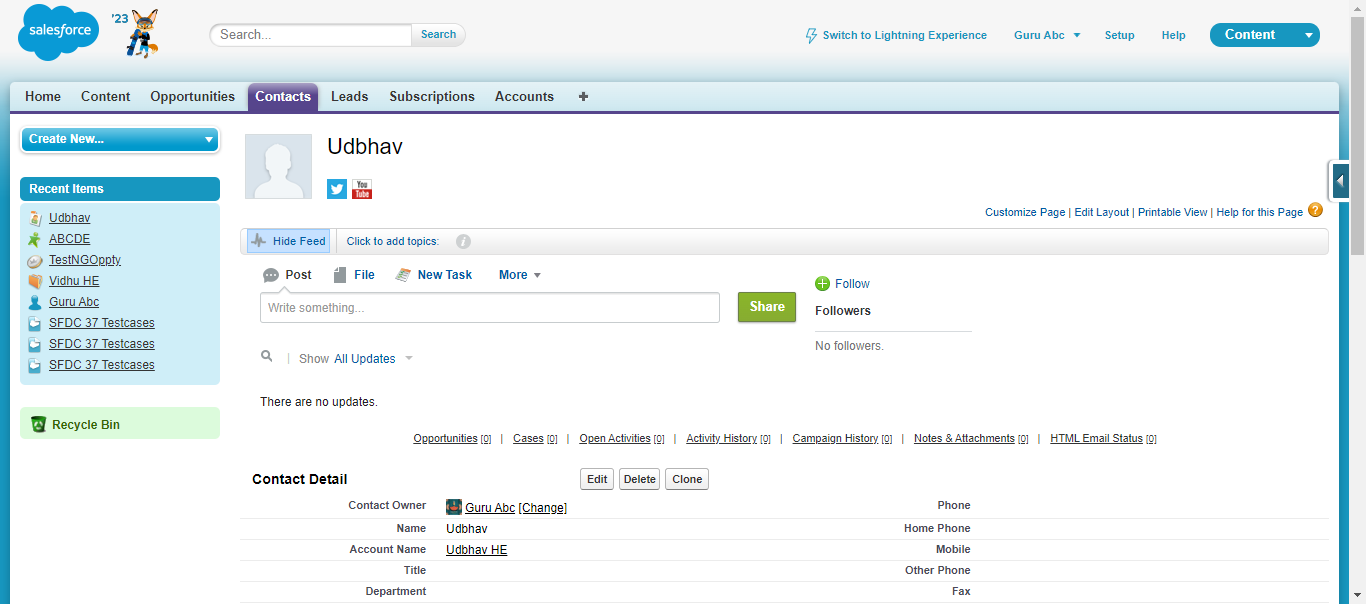 salesforce
'23
Search...
Search
Switch to Lightning Experience
Guru Abc
Setup
Help
Content
Home Content Opportunities Contacts Leads Subscriptions Accounts +
Create New...
Recent Items
Udbhav
ABCDE
TestNGOppty
Vidhu HE
Guru Abc
SFDC 37 Testcases
SFDC 37 Testcases
SFDC 37 Testcases
Recycle Bin
Udbhav
You Tube
Customize Page | Edit Layout | Printable View | Help for this Page ?
Hide Feed Click to add topics: i
Post File New Task More
Write something...
Share
Follow
Followers
No followers.
Show All Updates
There are no updates.
Opportunities [0] | Cases [0] | Open Activities [0] | Activity History [0] | Campaign History [0] | Notes & Attachments [0] | HTML Email Status [0]
Contact Detail Edit Delete Clone
Contact Owner Guru Abc [Change] Phone
Name Udbhav Home Phone
Account Name Udbhav HE Mobile
Title Other Phone
Department Fax